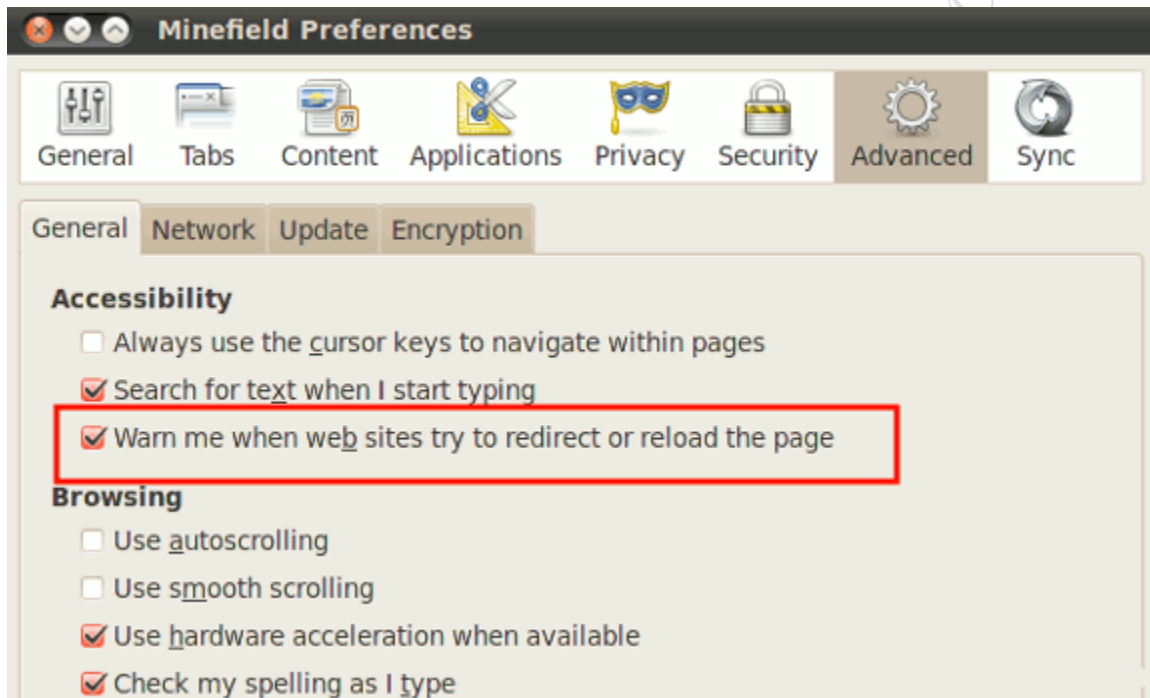 Minefield Preferences
General Tabs Content Applications Privacy Security Advanced Sync
General Network Update Encryption
Accessibility
Always use the cursor keys to navigate within pages
Search for text when I start typing
Warn me when web sites try to redirect or reload the page
Browsing
Use autoscrolling
Use smooth scrolling
Use hardware acceleration when available
Check my spelling as I type